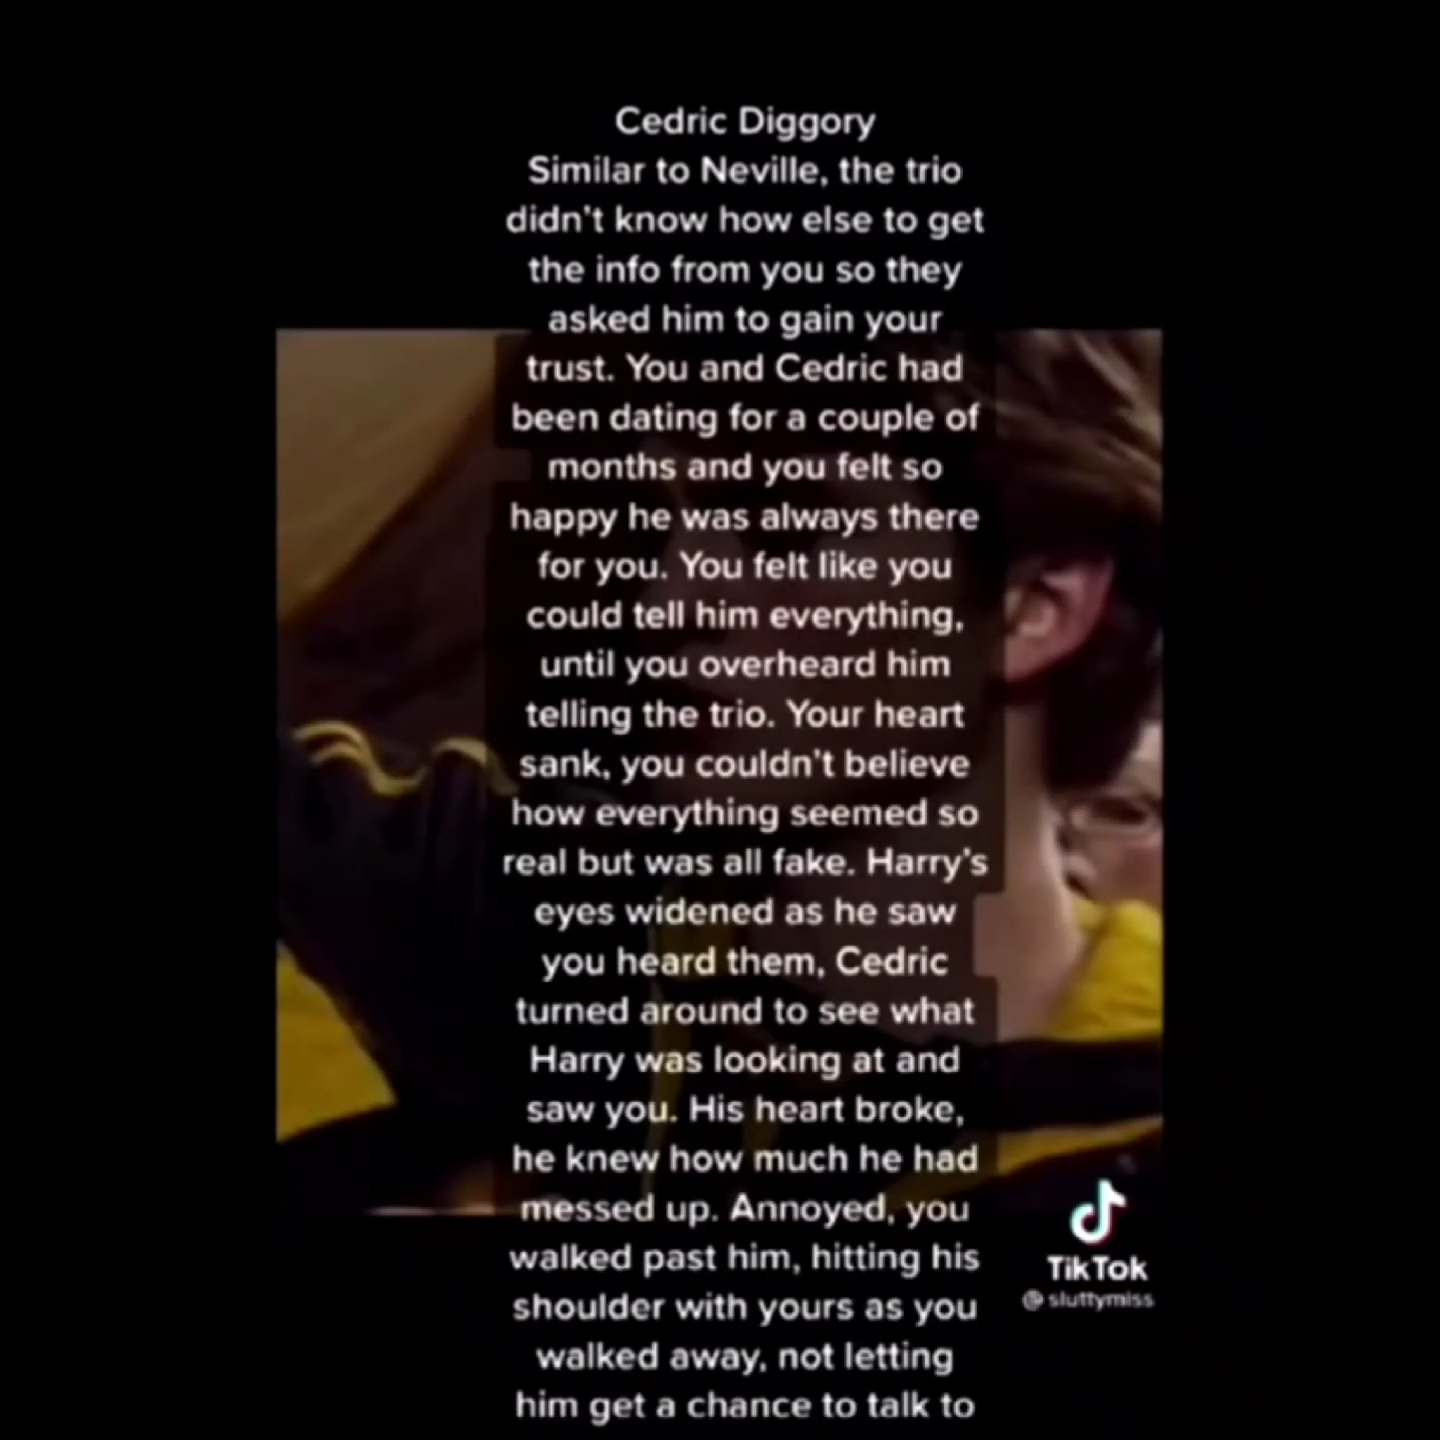 Cedric Diggory
Similar to Neville, the trio
didn't know how else to get
the info from you so they
asked him to gain your
trust. You and Cedric had
been dating for a couple of
months and you felt so
happy he was always there
for you. You felt like you
could tell him everything,
until you overheard him
telling the trio. Your heart
sank, you couldn't believe
how everything seemed so
real but was all fake. Harry's
eyes widened as he saw
you heard them, Cedric
turned around to see what
Harry was looking at and
saw you. His heart broke,
he knew how much he had
messed up. Annoyed, you
walked past him, hitting his
shoulder with yours as you
walked away, not letting
him get a chance to talk to
TikTok
@sluttymiss